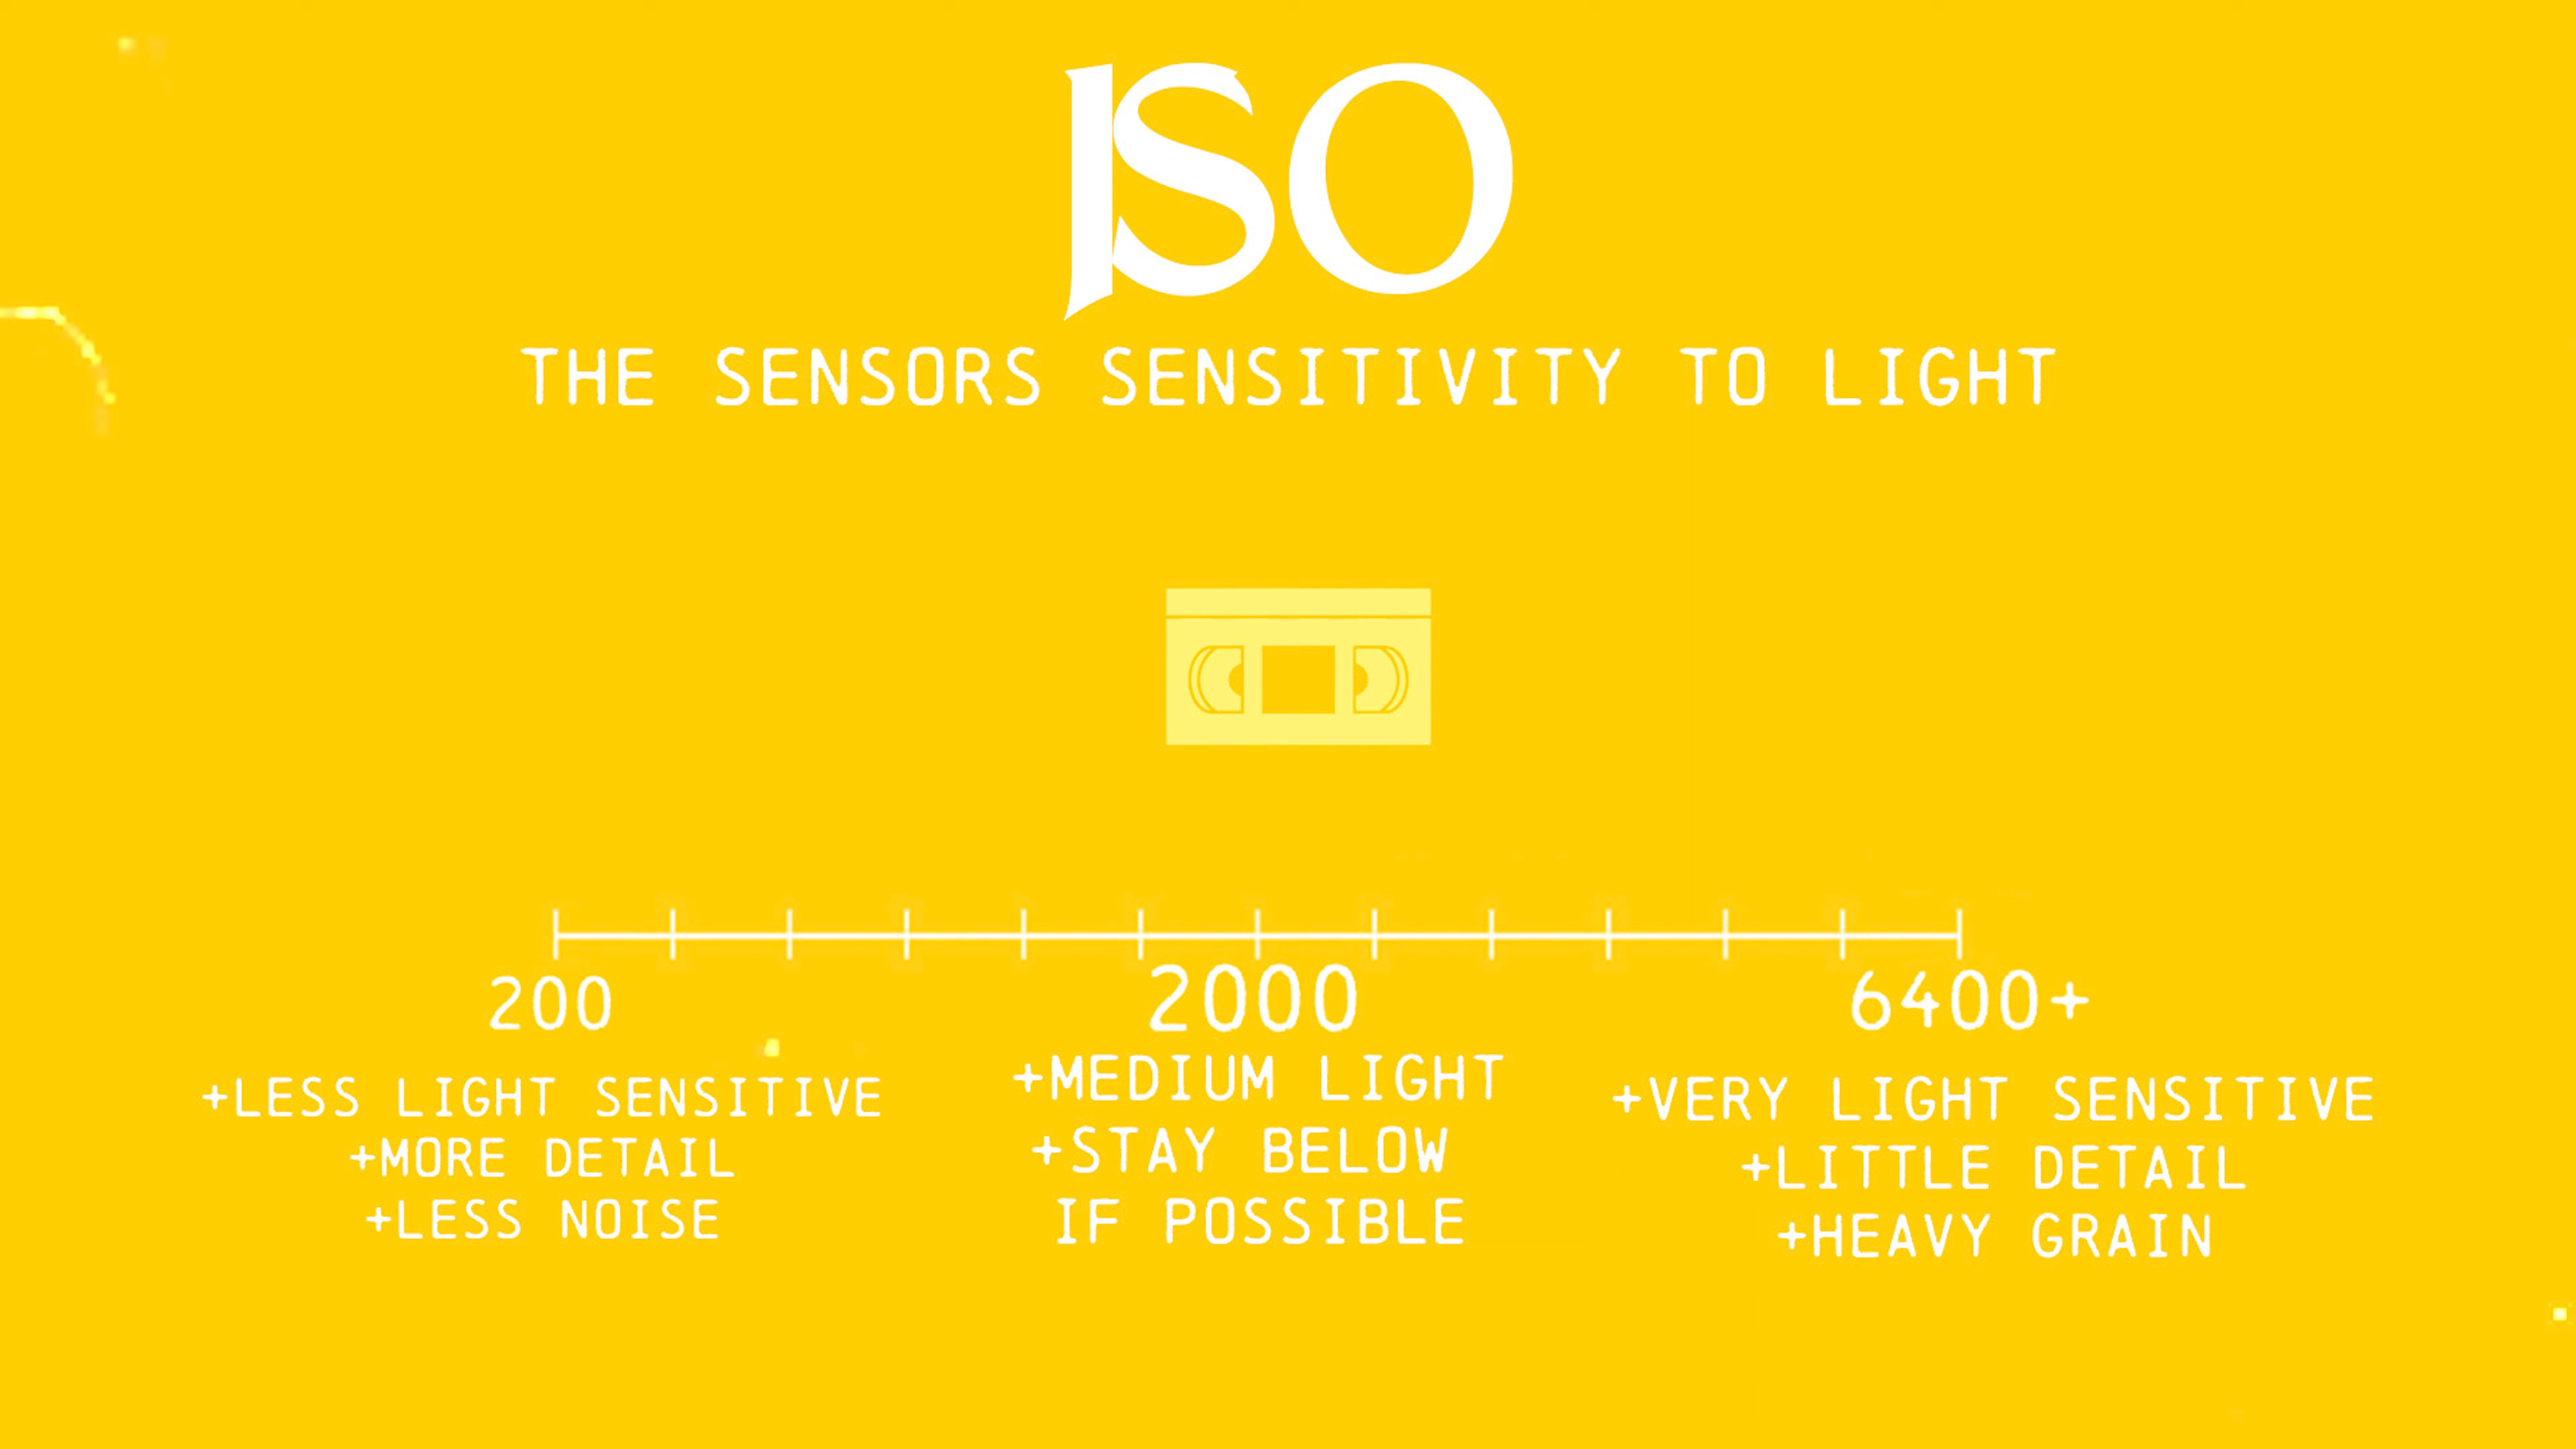 ISO
THE SENSORS SENSITIVITY TO LIGHT
200
2000
6400+
+LESS LIGHT SENSITIVE
+MORE DETAIL
+LESS NOISE
+MEDIUM LIGHT
+STAY BELOW
IF POSSIBLE
+VERY LIGHT SENSITIVE
+LITTLE DETAIL
+HEAVY GRAIN